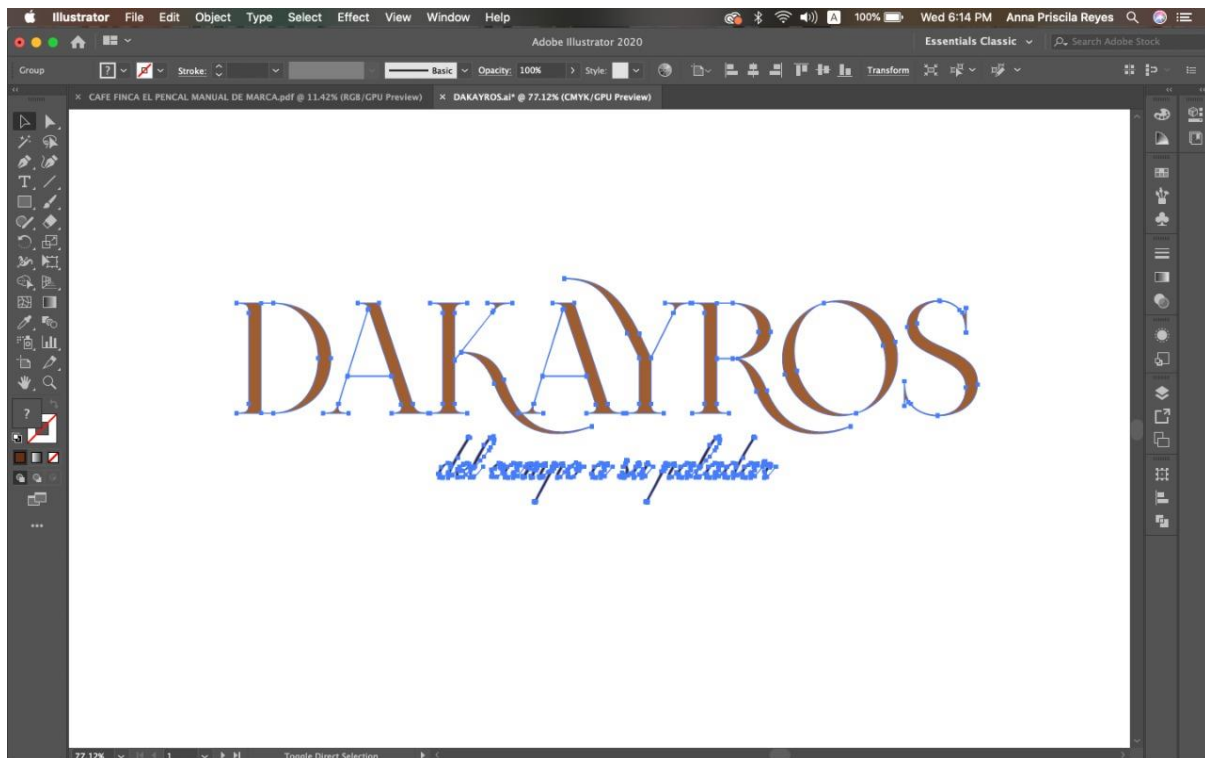 Illustrator File Edit Object Type Select Effect View Window Help A 100% Wed 6:14 PM Anna Priscila Reyes
Adobe Illustrator 2020 Essentials Classic Search Adobe Stock
Group ? Stroke: Basic Opacity: 100% Style: Transform
× CAFE FINCA EL PENCAL MANUAL DE MARCA.pdf @ 11.42% (RGB/GPU Preview) × DAKAYROS.ai* @ 77.12% (CMYK/GPU Preview)
DAKAYROS
del campo a su paladar
?
77.12% 1 Toggle Direct Selection